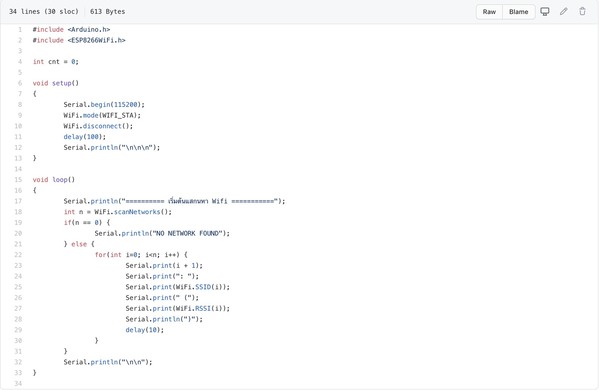 34 lines (30 sloc) 613 Bytes Raw Blame
1 #include <Arduino.h>
2 #include <ESP8266WiFi.h>
3
4 int cnt = 0;
5
6 void setup()
7 {
8 Serial.begin(115200);
9 WiFi.mode(WIFI_STA);
10 WiFi.disconnect();
11 delay(100);
12 Serial.println("\n\n\n");
13 }
14
15 void loop()
16 {
17 Serial.println("========== เริ่มต้นแสกนหา Wifi ===========");
18 int n = WiFi.scanNetworks();
19 if(n == 0) {
20 Serial.println("NO NETWORK FOUND");
21 } else {
22 for(int i=0; i<n; i++) {
23 Serial.print(i + 1);
24 Serial.print(": ");
25 Serial.print(WiFi.SSID(i));
26 Serial.print(" (");
27 Serial.print(WiFi.RSSI(i));
28 Serial.println(")");
29 delay(10);
30 }
31 }
32 Serial.println("\n\n");
33 }
34